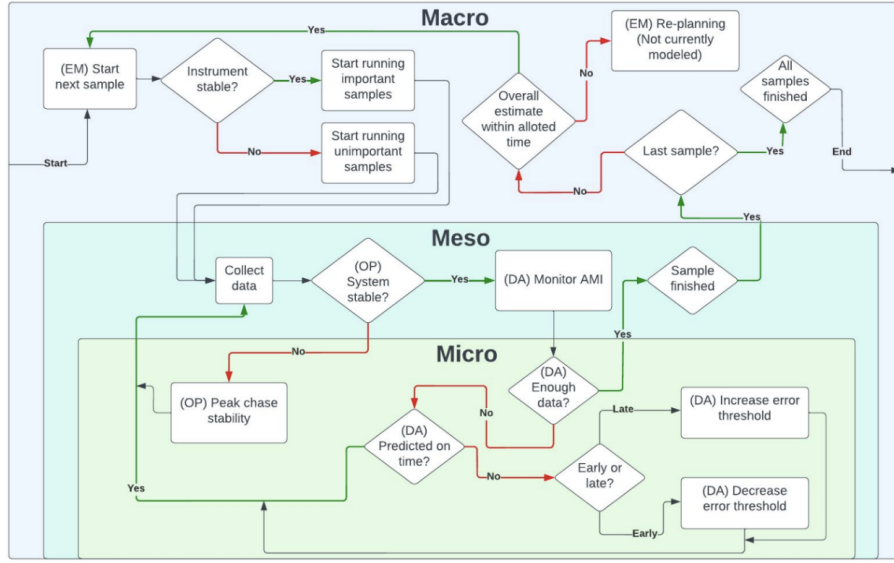 Macro
Yes
(EM) Start
next sample
Instrument
stable?
Yes
Start running
important
samples
No
Start running
unimportant
samples
Start
Overall
estimate
within alloted
time
No
(EM) Re-planning
(Not currently
modeled)
No
Last sample?
Yes
All
samples
finished
End
Meso
Collect
data
(OP)
System
stable?
Yes
(DA) Monitor AMI
Yes
Sample
finished
Yes
No
Micro
(OP) Peak chase
stability
Yes
(DA)
Predicted on
time?
No
(DA)
Enough
data?
No
Early or
late?
Late
(DA) Increase error
threshold
Early
(DA) Decrease
error threshold